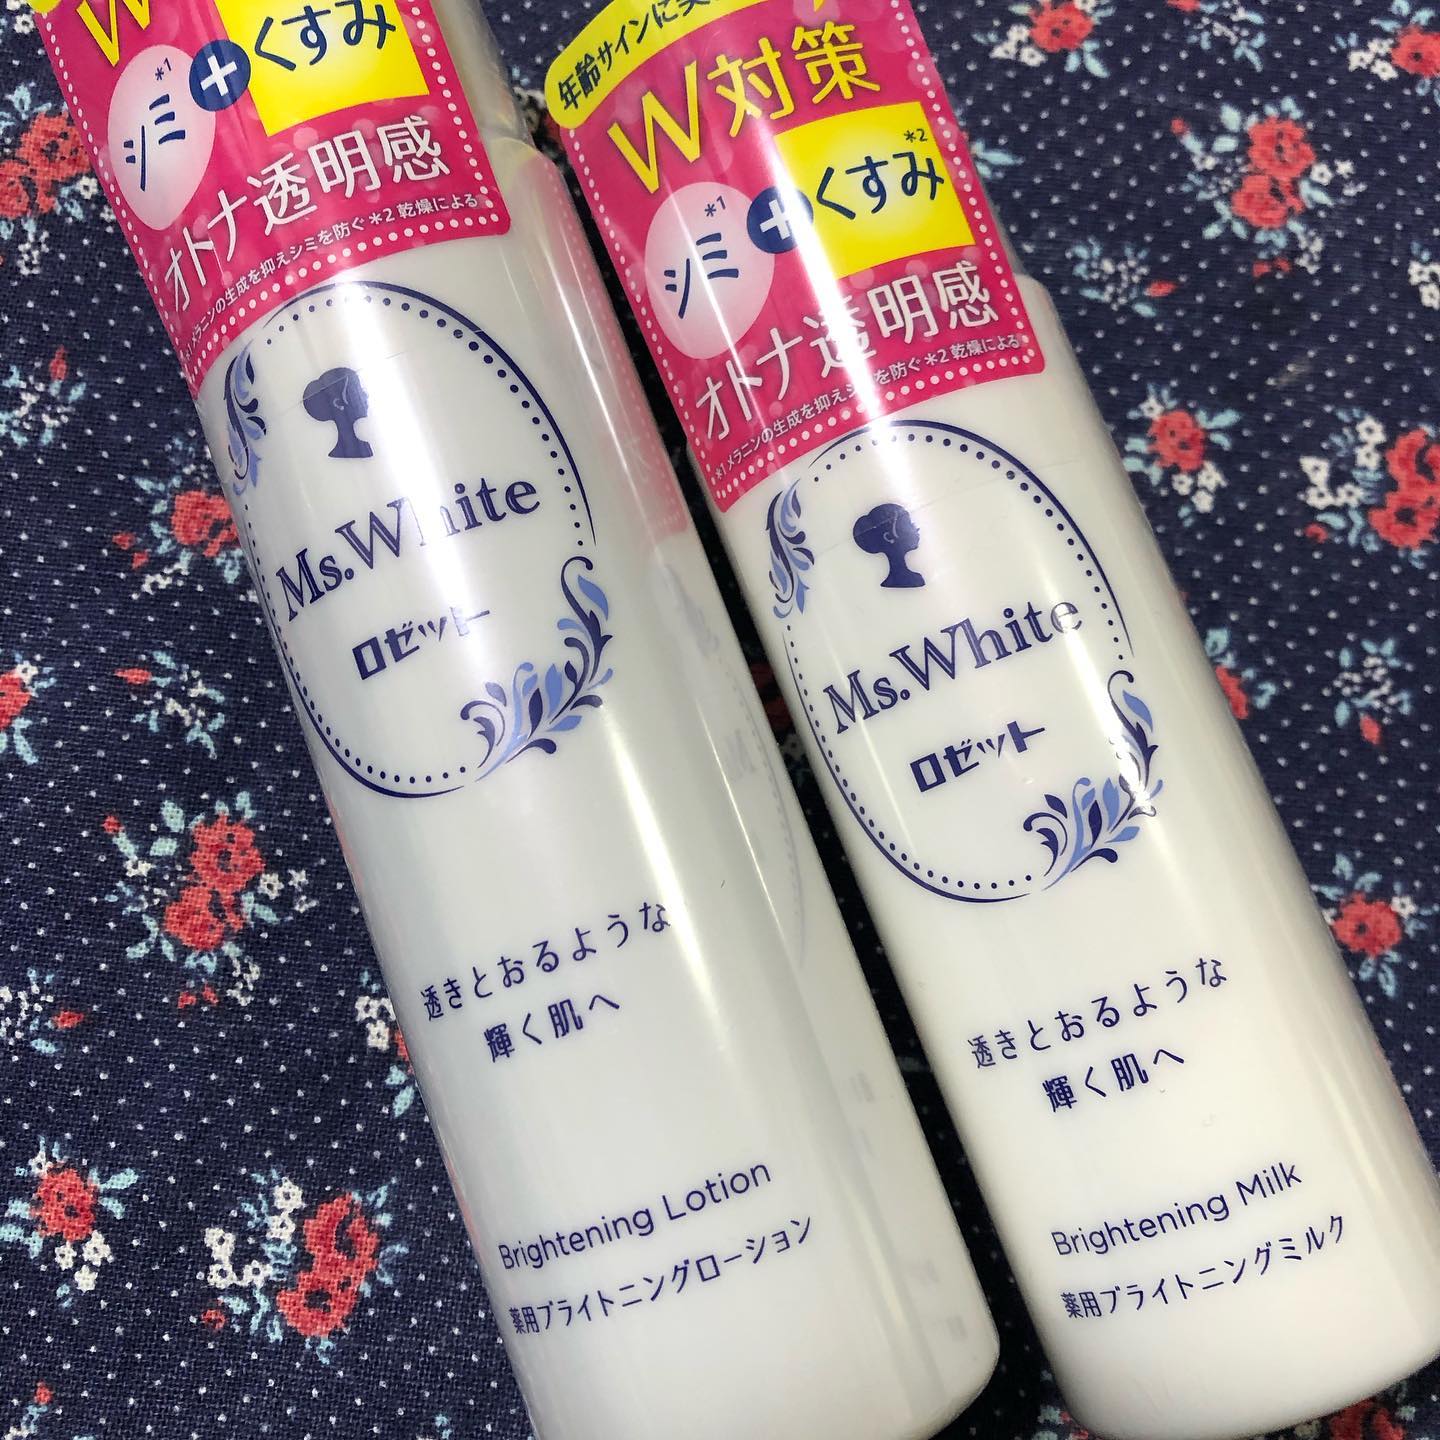 W
シミ*1
+
くすみ
オトナ透明感
*1 メラニンの生成を抑えシミを防ぐ *2 乾燥による
Ms.White
ロゼット
透きとおるような
輝く肌へ
Brightening Lotion
薬用ブライトニングローション
年齢サインに
W対策
シミ*1
+
くすみ*2
オトナ透明感
*1 メラニンの生成を抑えシミを防ぐ *2 乾燥による
Ms.White
ロゼット
透きとおるような
輝く肌へ
Brightening Milk
薬用ブライトニングミルク